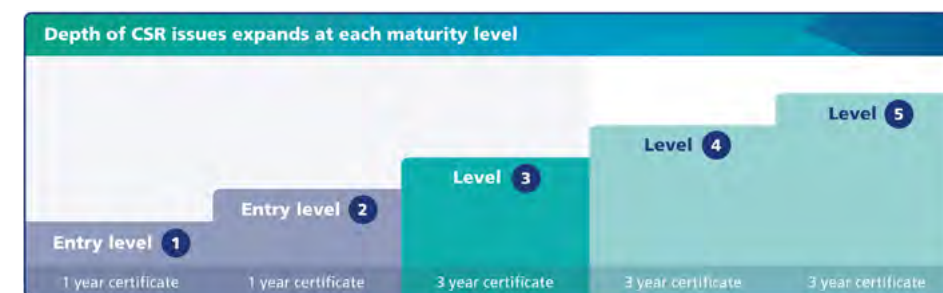 Depth of CSR issues expands at each maturity level
Level 5
Level 4
Level 3
Entry level 2
Entry level 1
1 year certificate
1 year certificate
3 year certificate
3 year certificate
3 year certificate